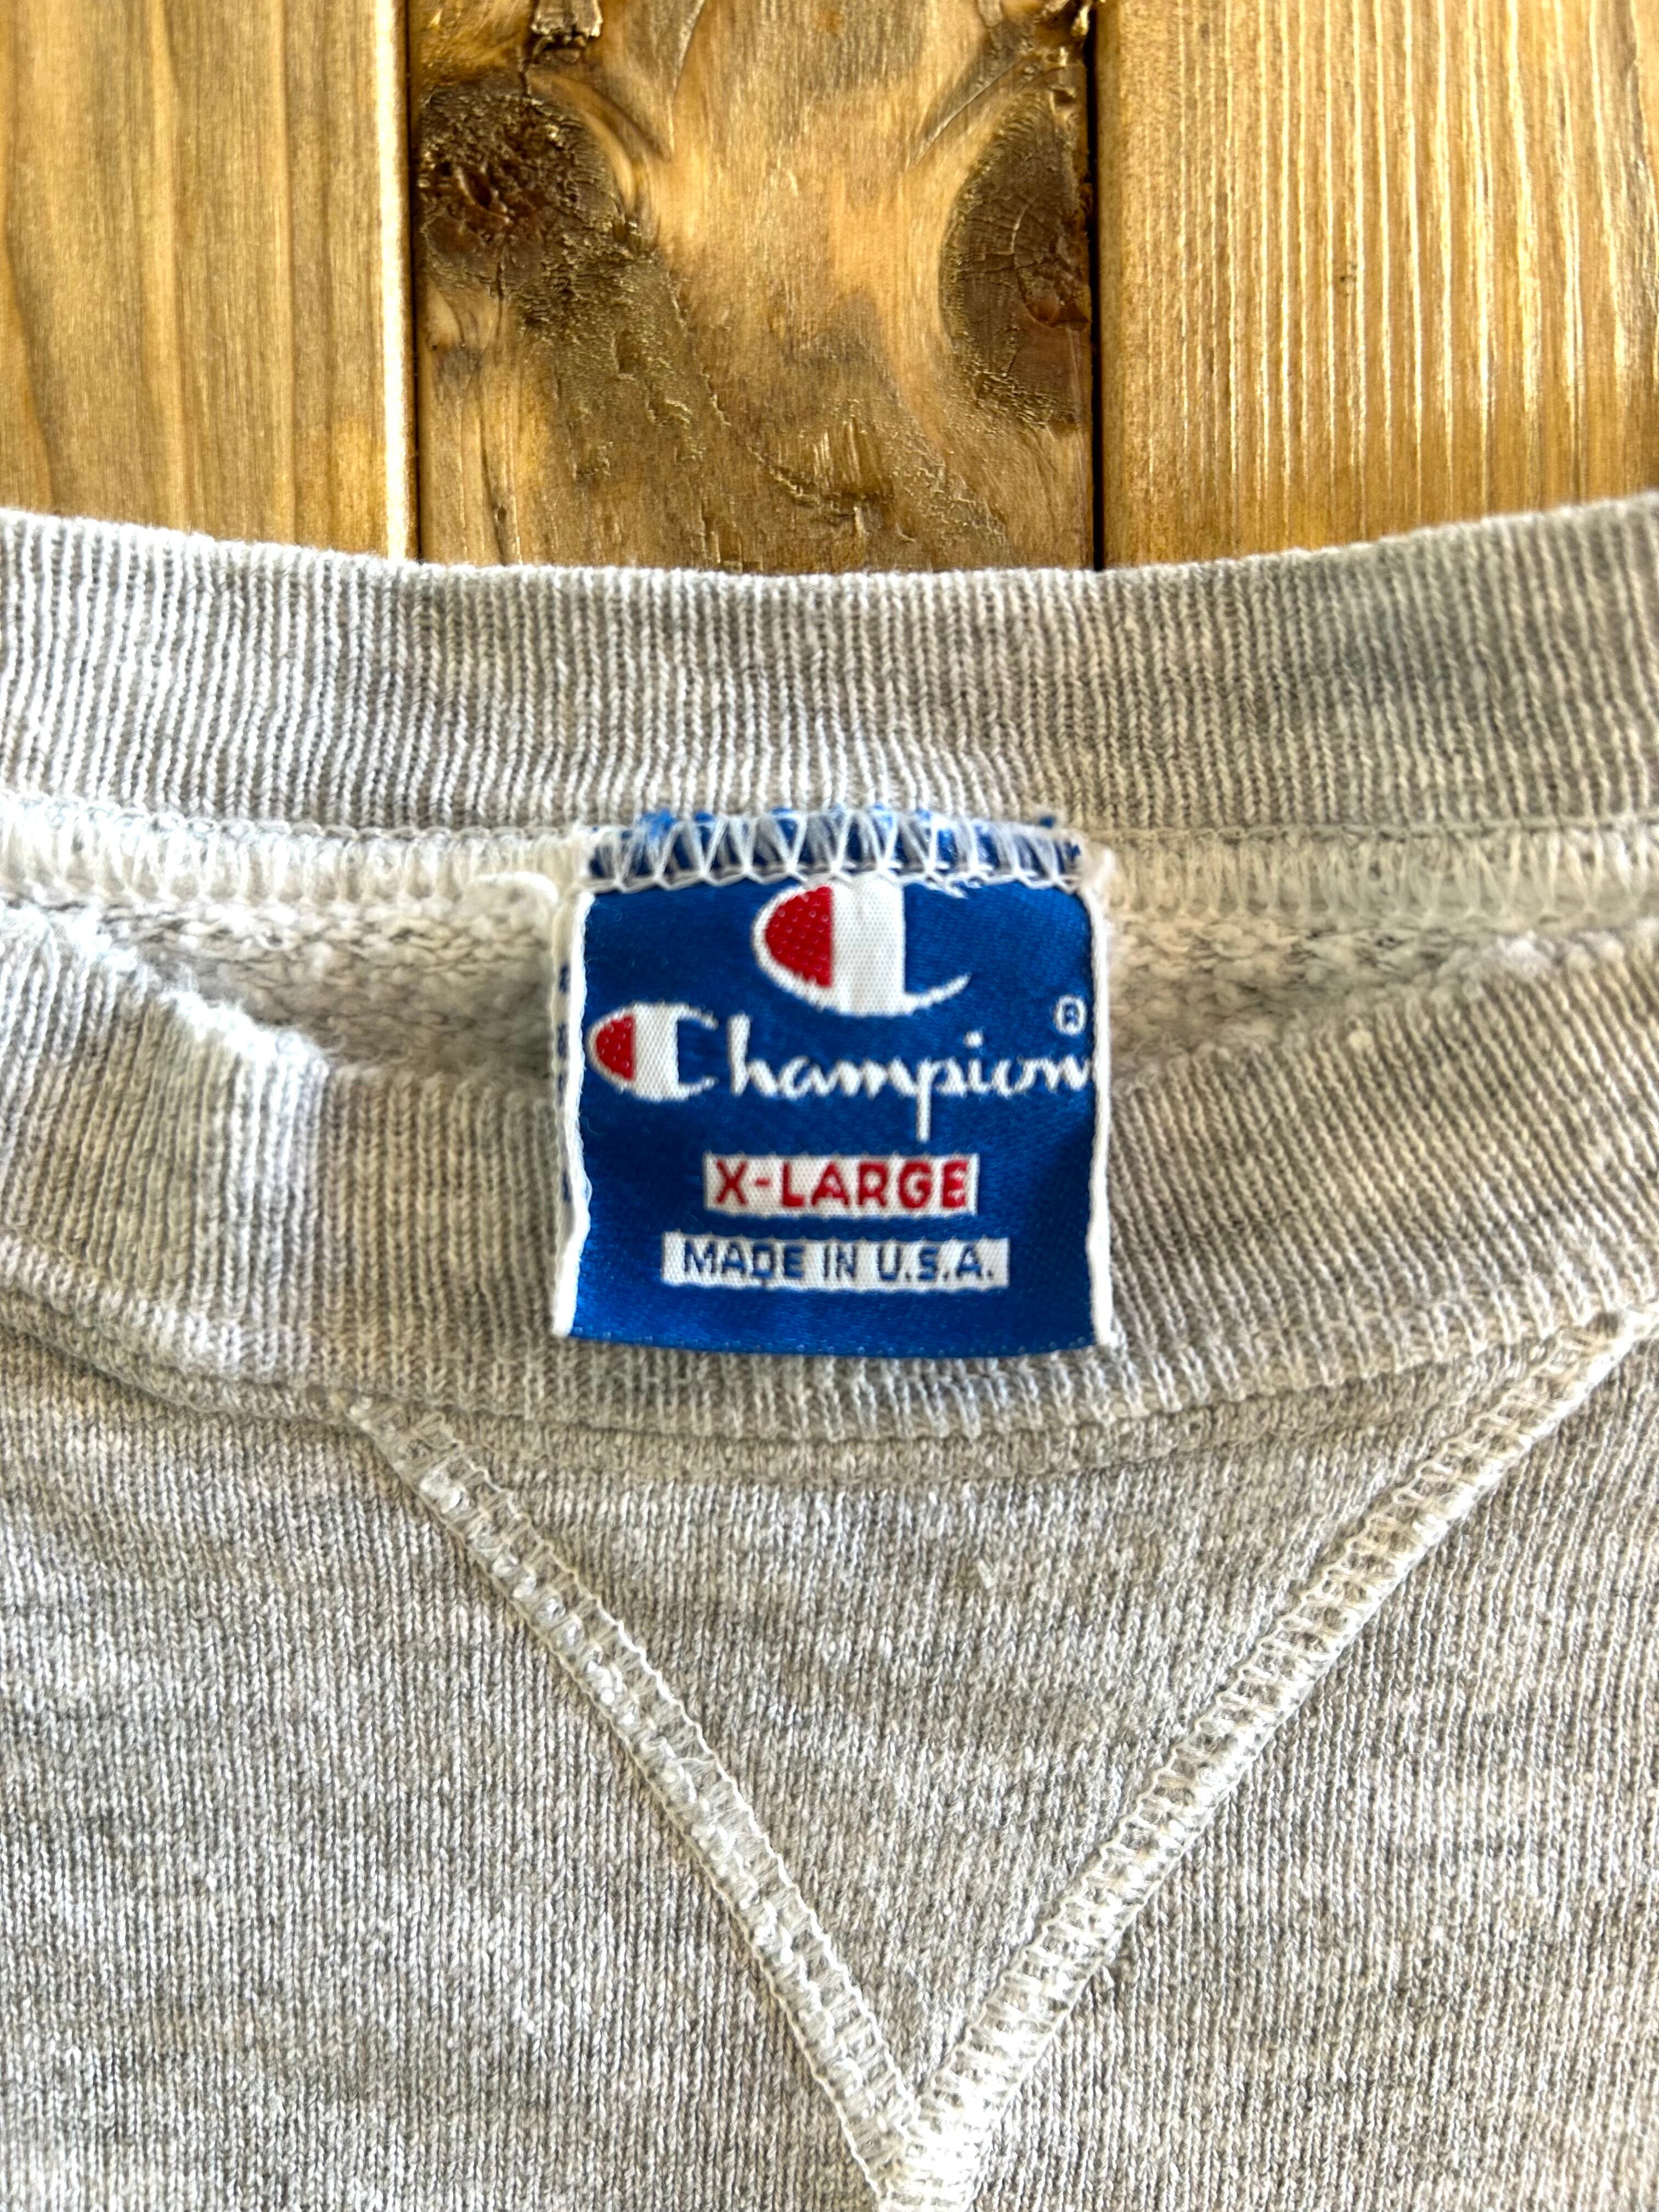 Champion®
X-LARGE
MADE IN U.S.A.